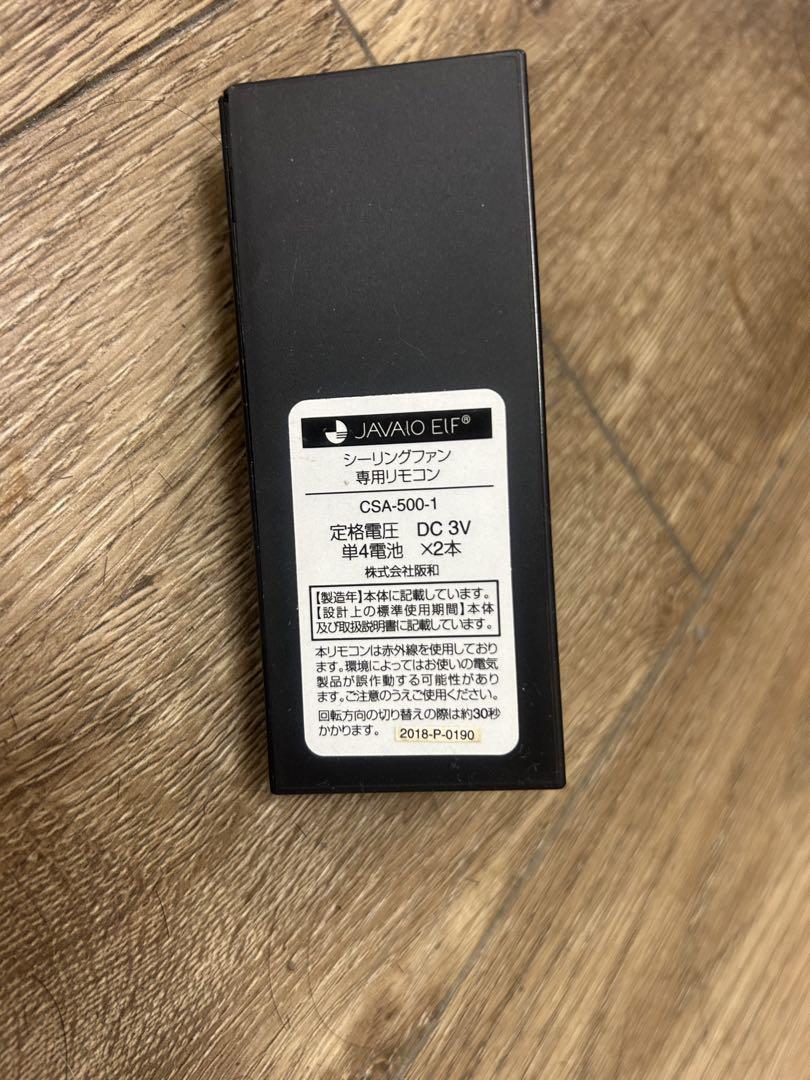 JAVAlO ElF®
シーリングファン
専用リモコン
CSA-500-1
定格電圧 DC 3V
単4電池 ×2本
株式会社阪和
【製造年】本体に記載しています。
【設計上の標準使用期間】本体
及び取扱説明書に記載しています。
本リモコンは赤外線を使用しており
ます。環境によってはお使いの電気
製品が誤作動する可能性があり
ます。ご注意のうえご使用ください。
回転方向の切り替えの際は約30秒
かかります。 2018-P-0190